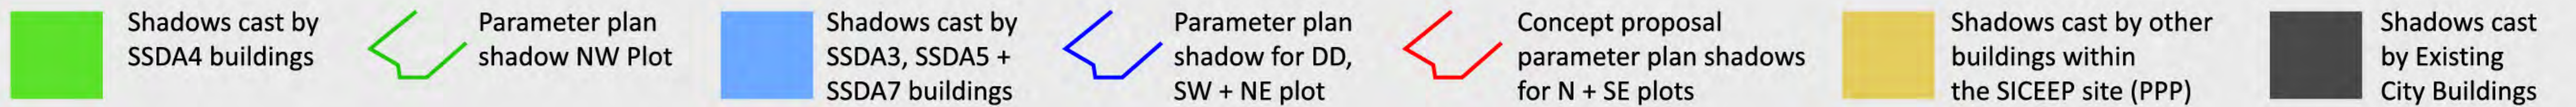 Shadows cast by
SSDA4 buildings
Parameter plan
shadow NW Plot
Shadows cast by
SSDA3, SSDA5 +
SSDA7 buildings
Parameter plan
shadow for DD,
SW + NE plot
Concept proposal
parameter plan shadows
for N + SE plots
Shadows cast by other
buildings within
the SICEEP site (PPP)
Shadows cast
by Existing
City Buildings